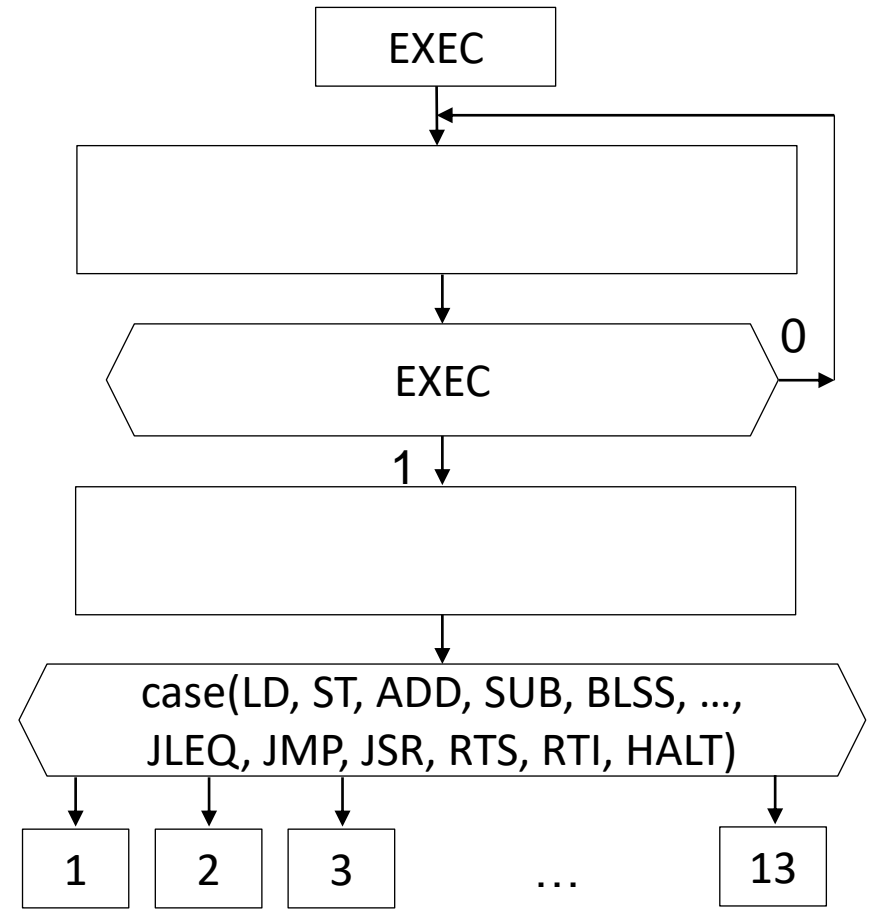 EXEC
EXEC
0
1
case(LD, ST, ADD, SUB, BLSS, …,
JLEQ, JMP, JSR, RTS, RTI, HALT)
1 2 3 … 13